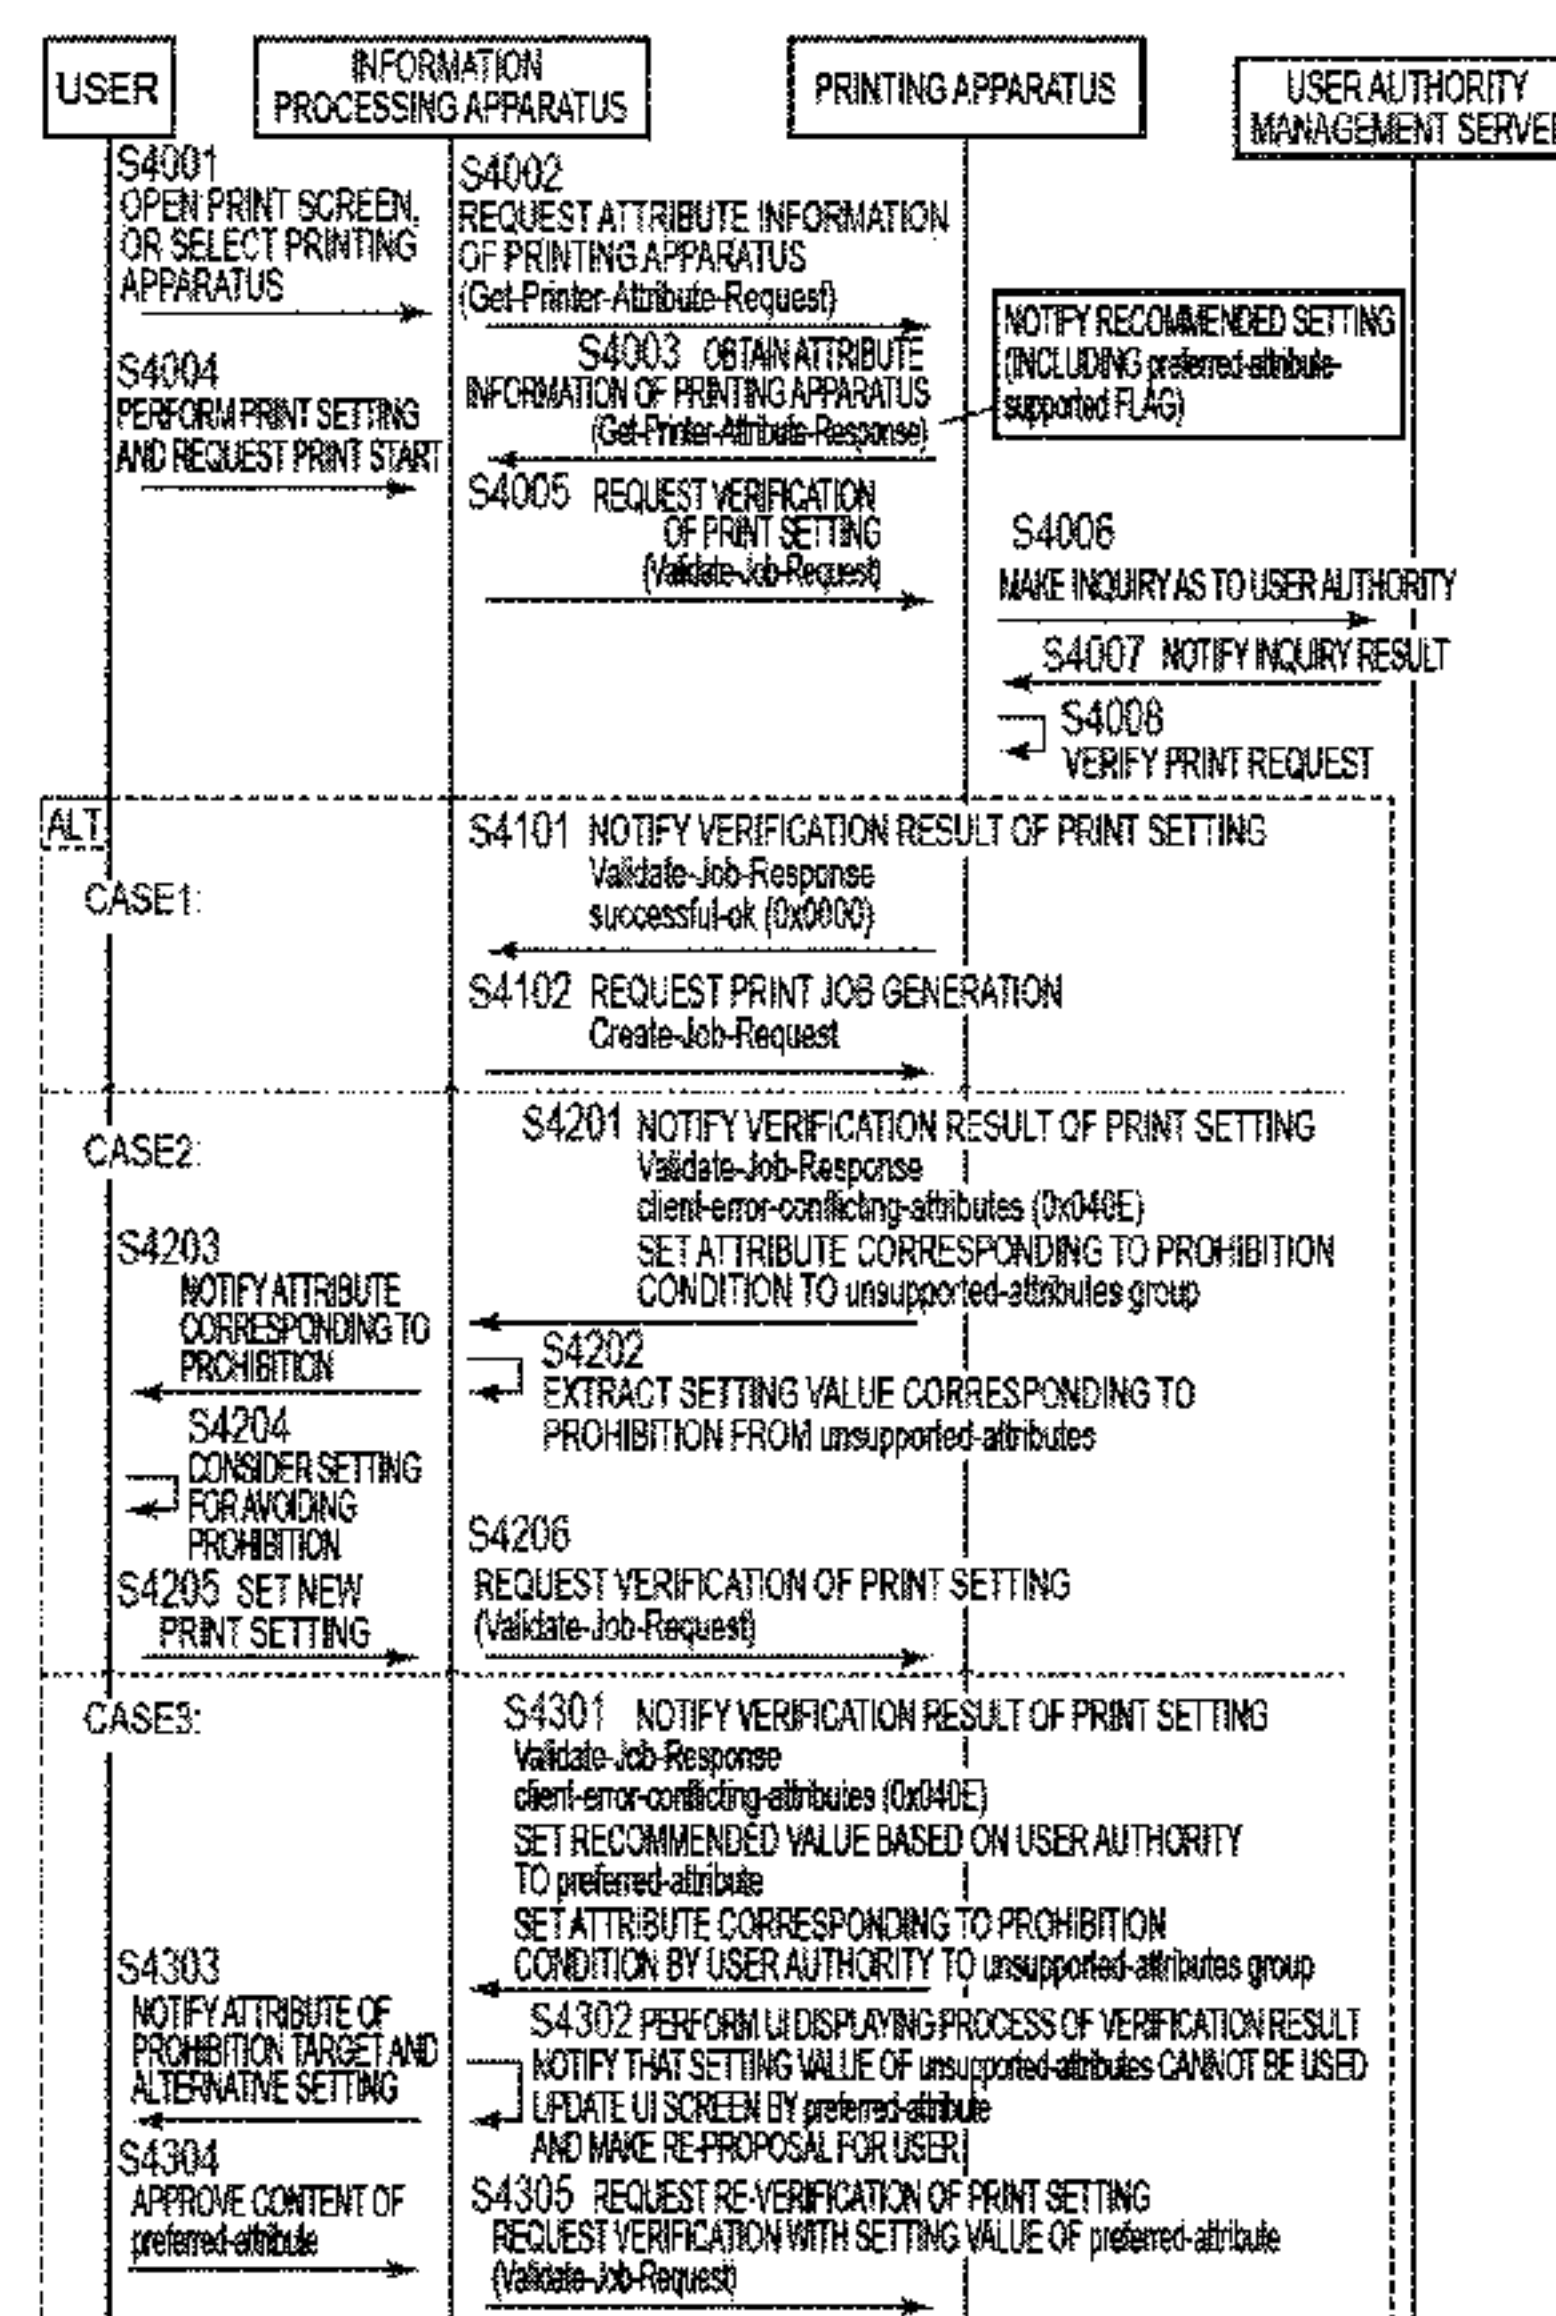 USER
INFORMATION
PROCESSING APPARATUS
PRINTING APPARATUS
USER AUTHORITY
MANAGEMENT SERVER
S4001
OPEN PRINT SCREEN,
OR SELECT PRINTING
APPARATUS
S4002
REQUEST ATTRIBUTE INFORMATION
OF PRINTING APPARATUS
(Get-Printer-Attribute-Request)
S4003 OBTAIN ATTRIBUTE
INFORMATION OF PRINTING APPARATUS
(Get-Printer-Attribute-Response)
NOTIFY RECOMMENDED SETTING
(INCLUDING preferred-attribute-
supported FLAG)
S4004
PERFORM PRINT SETTING
AND REQUEST PRINT START
S4005 REQUEST VERIFICATION
OF PRINT SETTING
(Validate-Job-Request)
S4006
MAKE INQUIRY AS TO USER AUTHORITY
S4007 NOTIFY INQUIRY RESULT
S4008
VERIFY PRINT REQUEST
ALT
CASE1:
S4101 NOTIFY VERIFICATION RESULT OF PRINT SETTING
Validate-Job-Response
successful-ok (0x0000)
S4102 REQUEST PRINT JOB GENERATION
Create-Job-Request
CASE2:
S4201 NOTIFY VERIFICATION RESULT OF PRINT SETTING
Validate-Job-Response
client-error-conflicting-attributes (0x040E)
SET ATTRIBUTE CORRESPONDING TO PROHIBITION
CONDITION TO unsupported-attributes group
S4202
EXTRACT SETTING VALUE CORRESPONDING TO
PROHIBITION FROM unsupported-attributes
S4203
NOTIFY ATTRIBUTE
CORRESPONDING TO
PROHIBITION
S4204
CONSIDER SETTING
FOR AVOIDING
PROHIBITION
S4205 SET NEW
PRINT SETTING
S4206
REQUEST VERIFICATION OF PRINT SETTING
(Validate-Job-Request)
CASE3:
S4301 NOTIFY VERIFICATION RESULT OF PRINT SETTING
Validate-Job-Response
client-error-conflicting-attributes (0x040E)
SET RECOMMENDED VALUE BASED ON USER AUTHORITY
TO preferred-attribute
SET ATTRIBUTE CORRESPONDING TO PROHIBITION
CONDITION BY USER AUTHORITY TO unsupported-attributes group
S4302 PERFORM UI DISPLAYING PROCESS OF VERIFICATION RESULT
NOTIFY THAT SETTING VALUE OF unsupported-attributes CANNOT BE USED
UPDATE UI SCREEN BY preferred-attribute
AND MAKE RE-PROPOSAL FOR USER
S4303
NOTIFY ATTRIBUTE OF
PROHIBITION TARGET AND
ALTERNATIVE SETTING
S4304
APPROVE CONTENT OF
preferred-attribute
S4305 REQUEST RE-VERIFICATION OF PRINT SETTING
REQUEST VERIFICATION WITH SETTING VALUE OF preferred-attribute
(Validate-Job-Request)